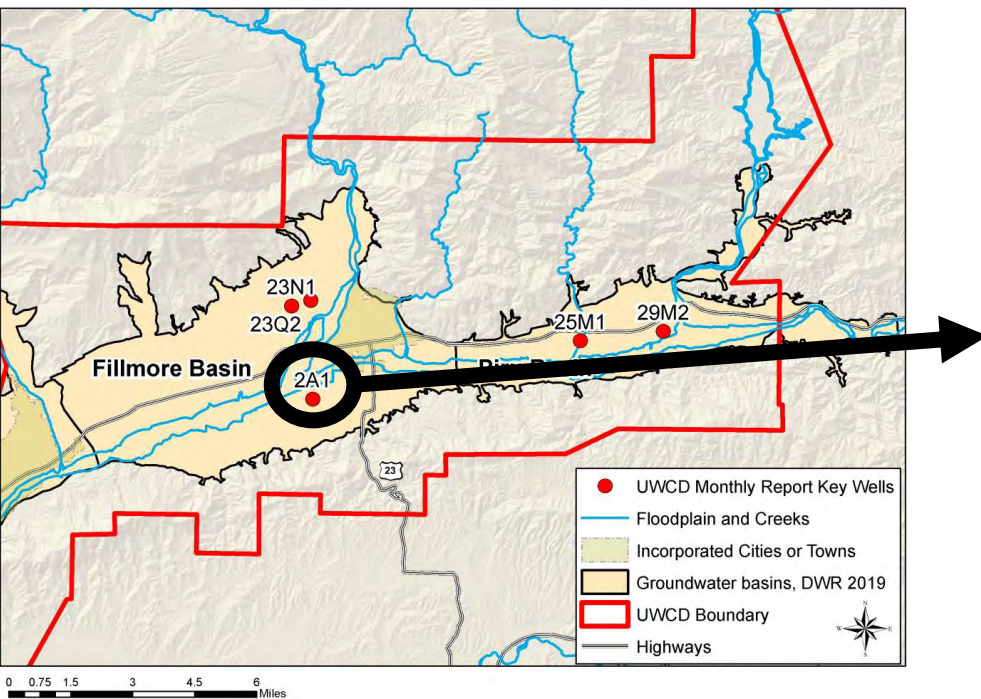 23N1
23Q2
25M1
29M2
Fillmore Basin
2A1
23
UWCD Monthly Report Key Wells
Floodplain and Creeks
Incorporated Cities or Towns
Groundwater basins, DWR 2019
UWCD Boundary
Highways
N
W E
S
0 0.75 1.5 3 4.5 6
Miles